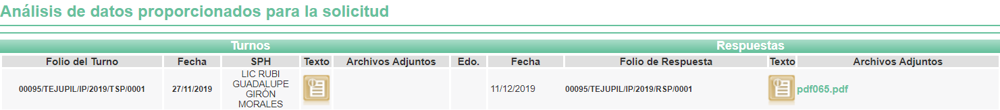 Análisis de datos proporcionados para la solicitud
Turnos Respuestas
Folio del Turno Fecha SPH Texto Archivos Adjuntos Edo. Fecha Folio de Respuesta Texto Archivos Adjuntos
00095/TEJUPIL/IP/2019/TSP/0001 27/11/2019 LIC RUBI
GUADALUPE
GIRÓN
MORALES
11/12/2019 00095/TEJUPIL/IP/2019/RSP/0001 pdf065.pdf